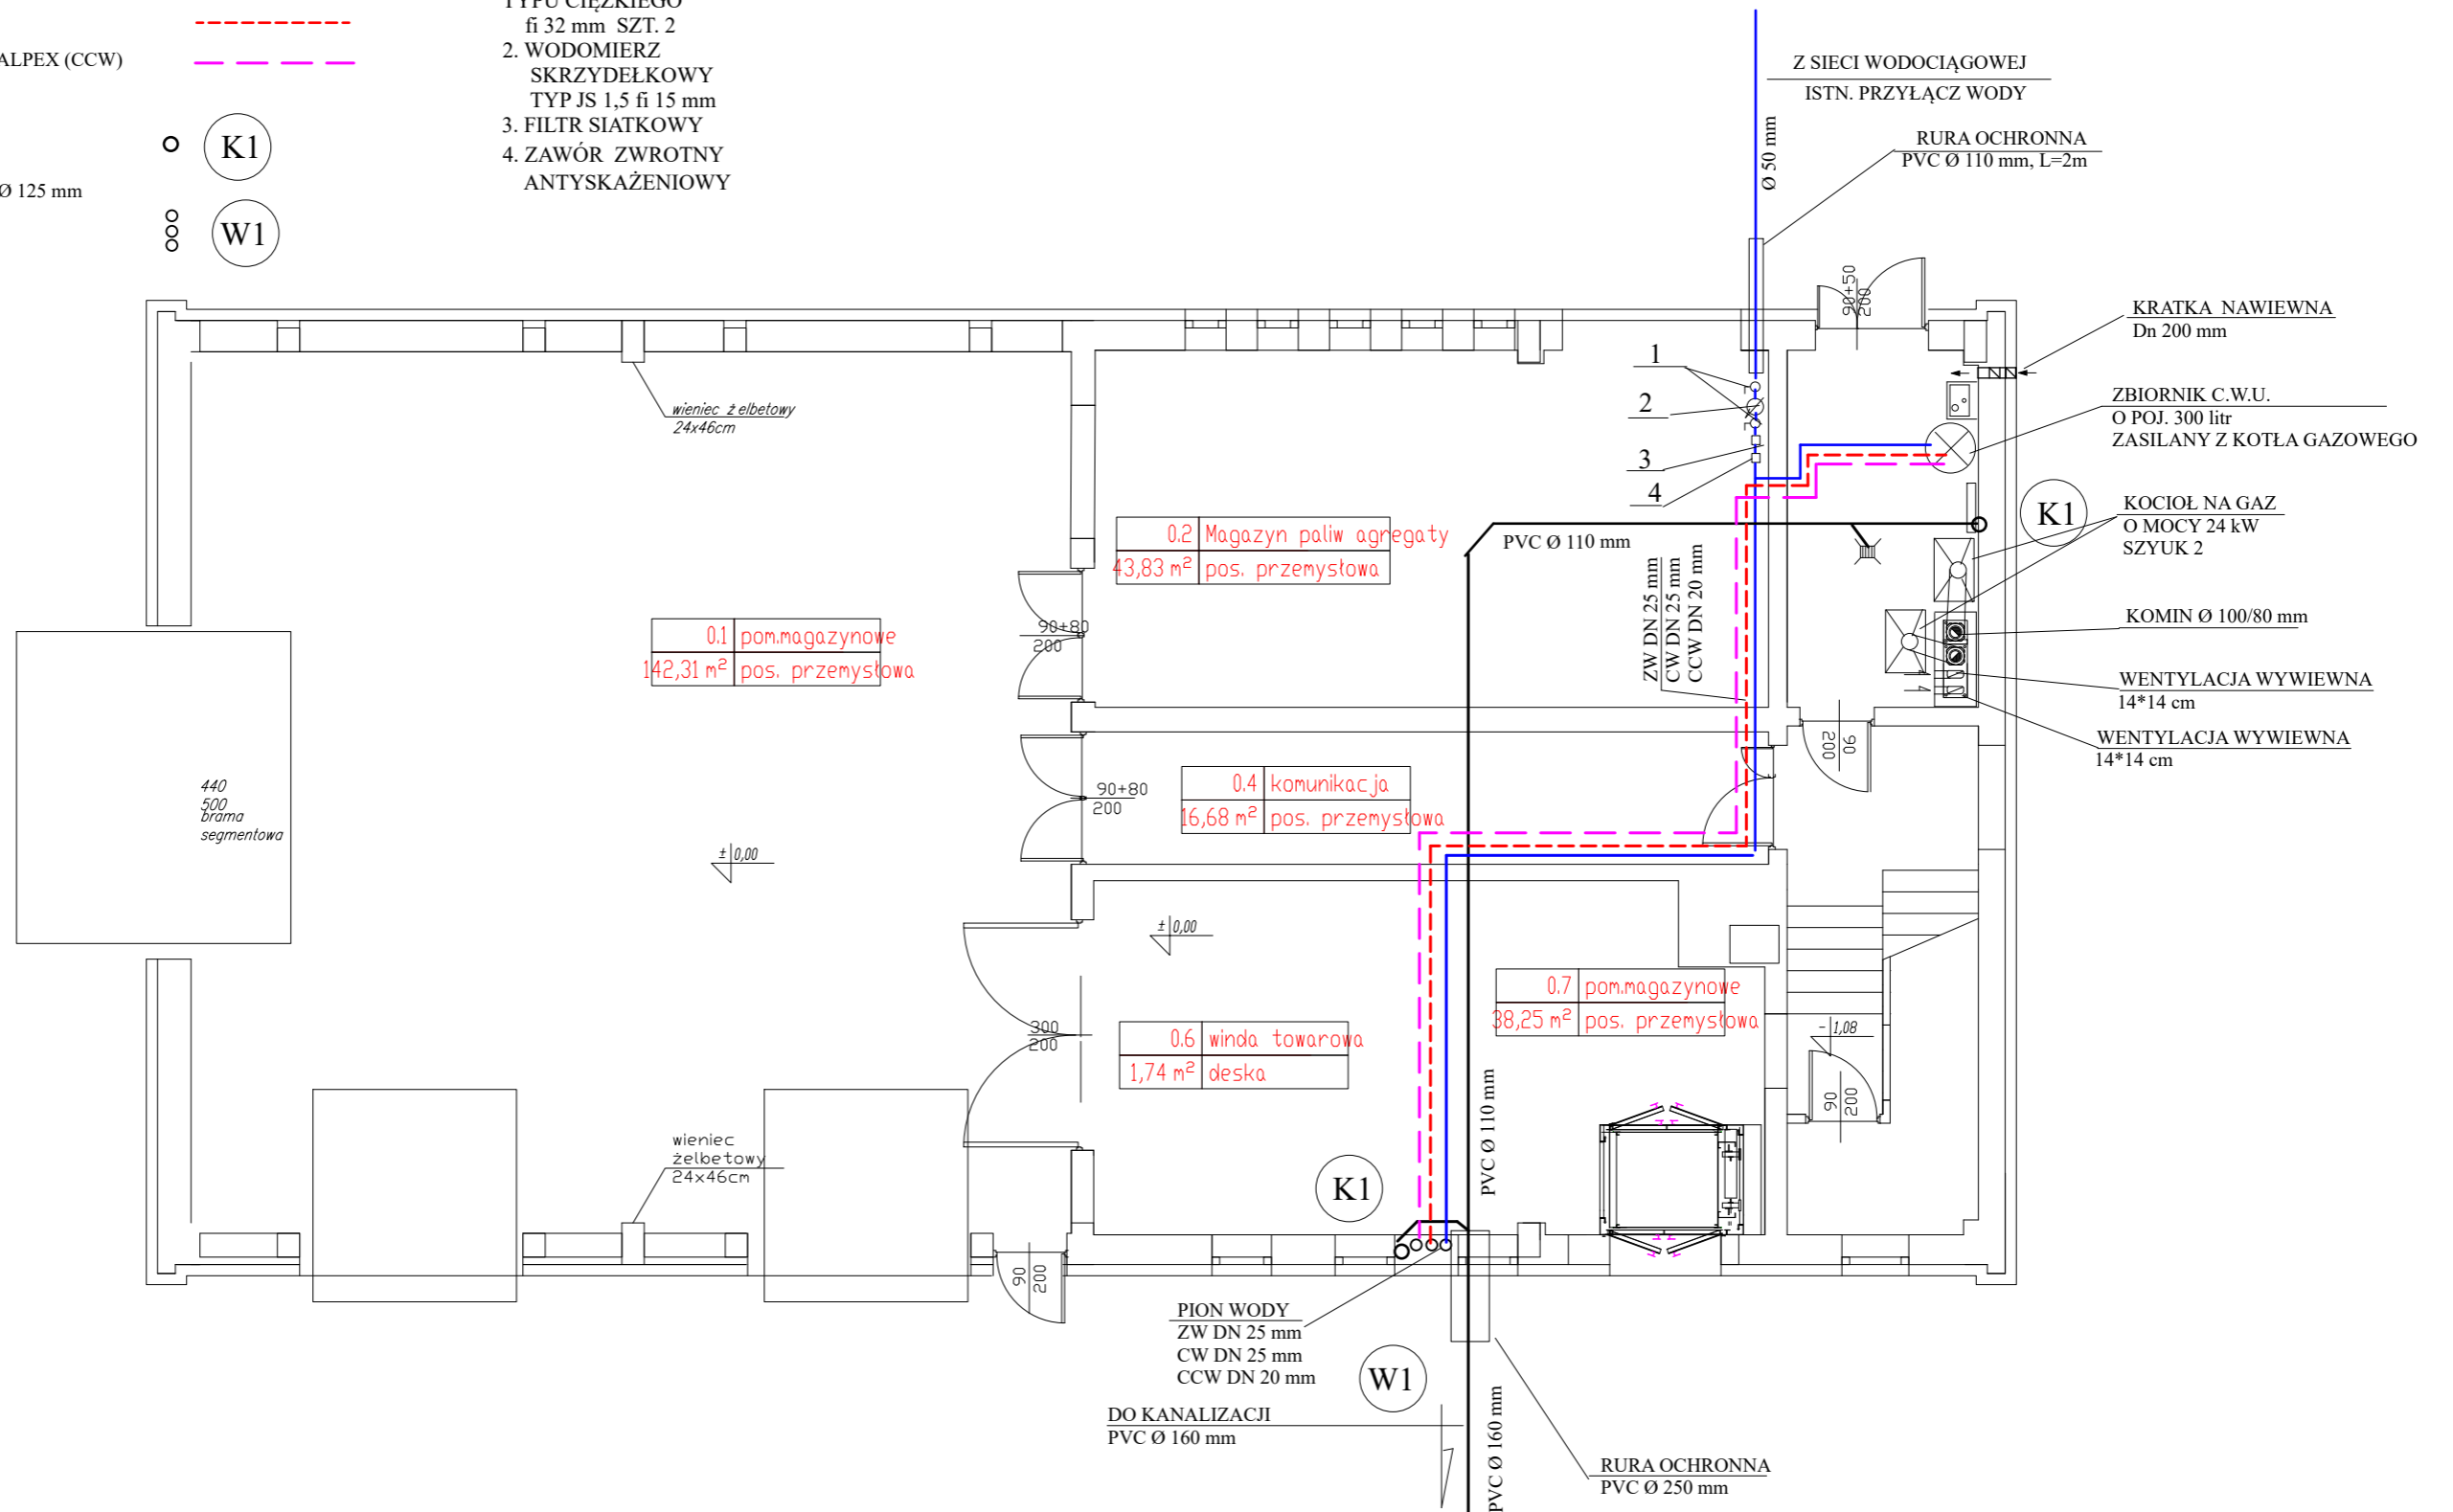 TYPU CIĘŻKIEGO
fi 32 mm SZT. 2
2. WODOMIERZ
SKRZYDEŁKOWY
TYP JS 1,5 fi 15 mm
3. FILTR SIATKOWY
4. ZAWÓR ZWROTNY
ANTYSKAŻENIOWY
ALPEX (CCW)
K1
Ø 125 mm
W1
Z SIECI WODOCIĄGOWEJ
ISTN. PRZYŁĄCZ WODY
Ø 50 mm
RURA OCHRONNA
PVC Ø 110 mm, L=2m
90+50
200
KRATKA NAWIEWNA
Dn 200 mm
ZBIORNIK C.W.U.
O POJ. 300 litr
ZASILANY Z KOTŁA GAZOWEGO
1
2
3
4
wieniec żelbetowy
24x46cm
K1
KOCIOŁ NA GAZ
O MOCY 24 kW
SZYUK 2
0.2 Magazyn paliw agregaty
43,83 m² pos. przemysłowa
PVC Ø 110 mm
ZW DN 25 mm
CW DN 25 mm
CCW DN 20 mm
KOMIN Ø 100/80 mm
0.1 pom.magazynowe
142,31 m² pos. przemysłowa
90+80
200
WENTYLACJA WYWIEWNA
14*14 cm
WENTYLACJA WYWIEWNA
14*14 cm
90
200
440
500
brama
segmentowa
90+80
200
0.4 komunikacja
16,68 m² pos. przemysłowa
±0,00
±0,00
0.7 pom.magazynowe
38,25 m² pos. przemysłowa
300
200
0.6 winda towarowa
1,74 m² deska
-1,08
90
200
PVC Ø 110 mm
wieniec
żelbetowy
24x46cm
K1
90
200
PION WODY
ZW DN 25 mm
CW DN 25 mm
CCW DN 20 mm
W1
DO KANALIZACJI
PVC Ø 160 mm
PVC Ø 160 mm
RURA OCHRONNA
PVC Ø 250 mm